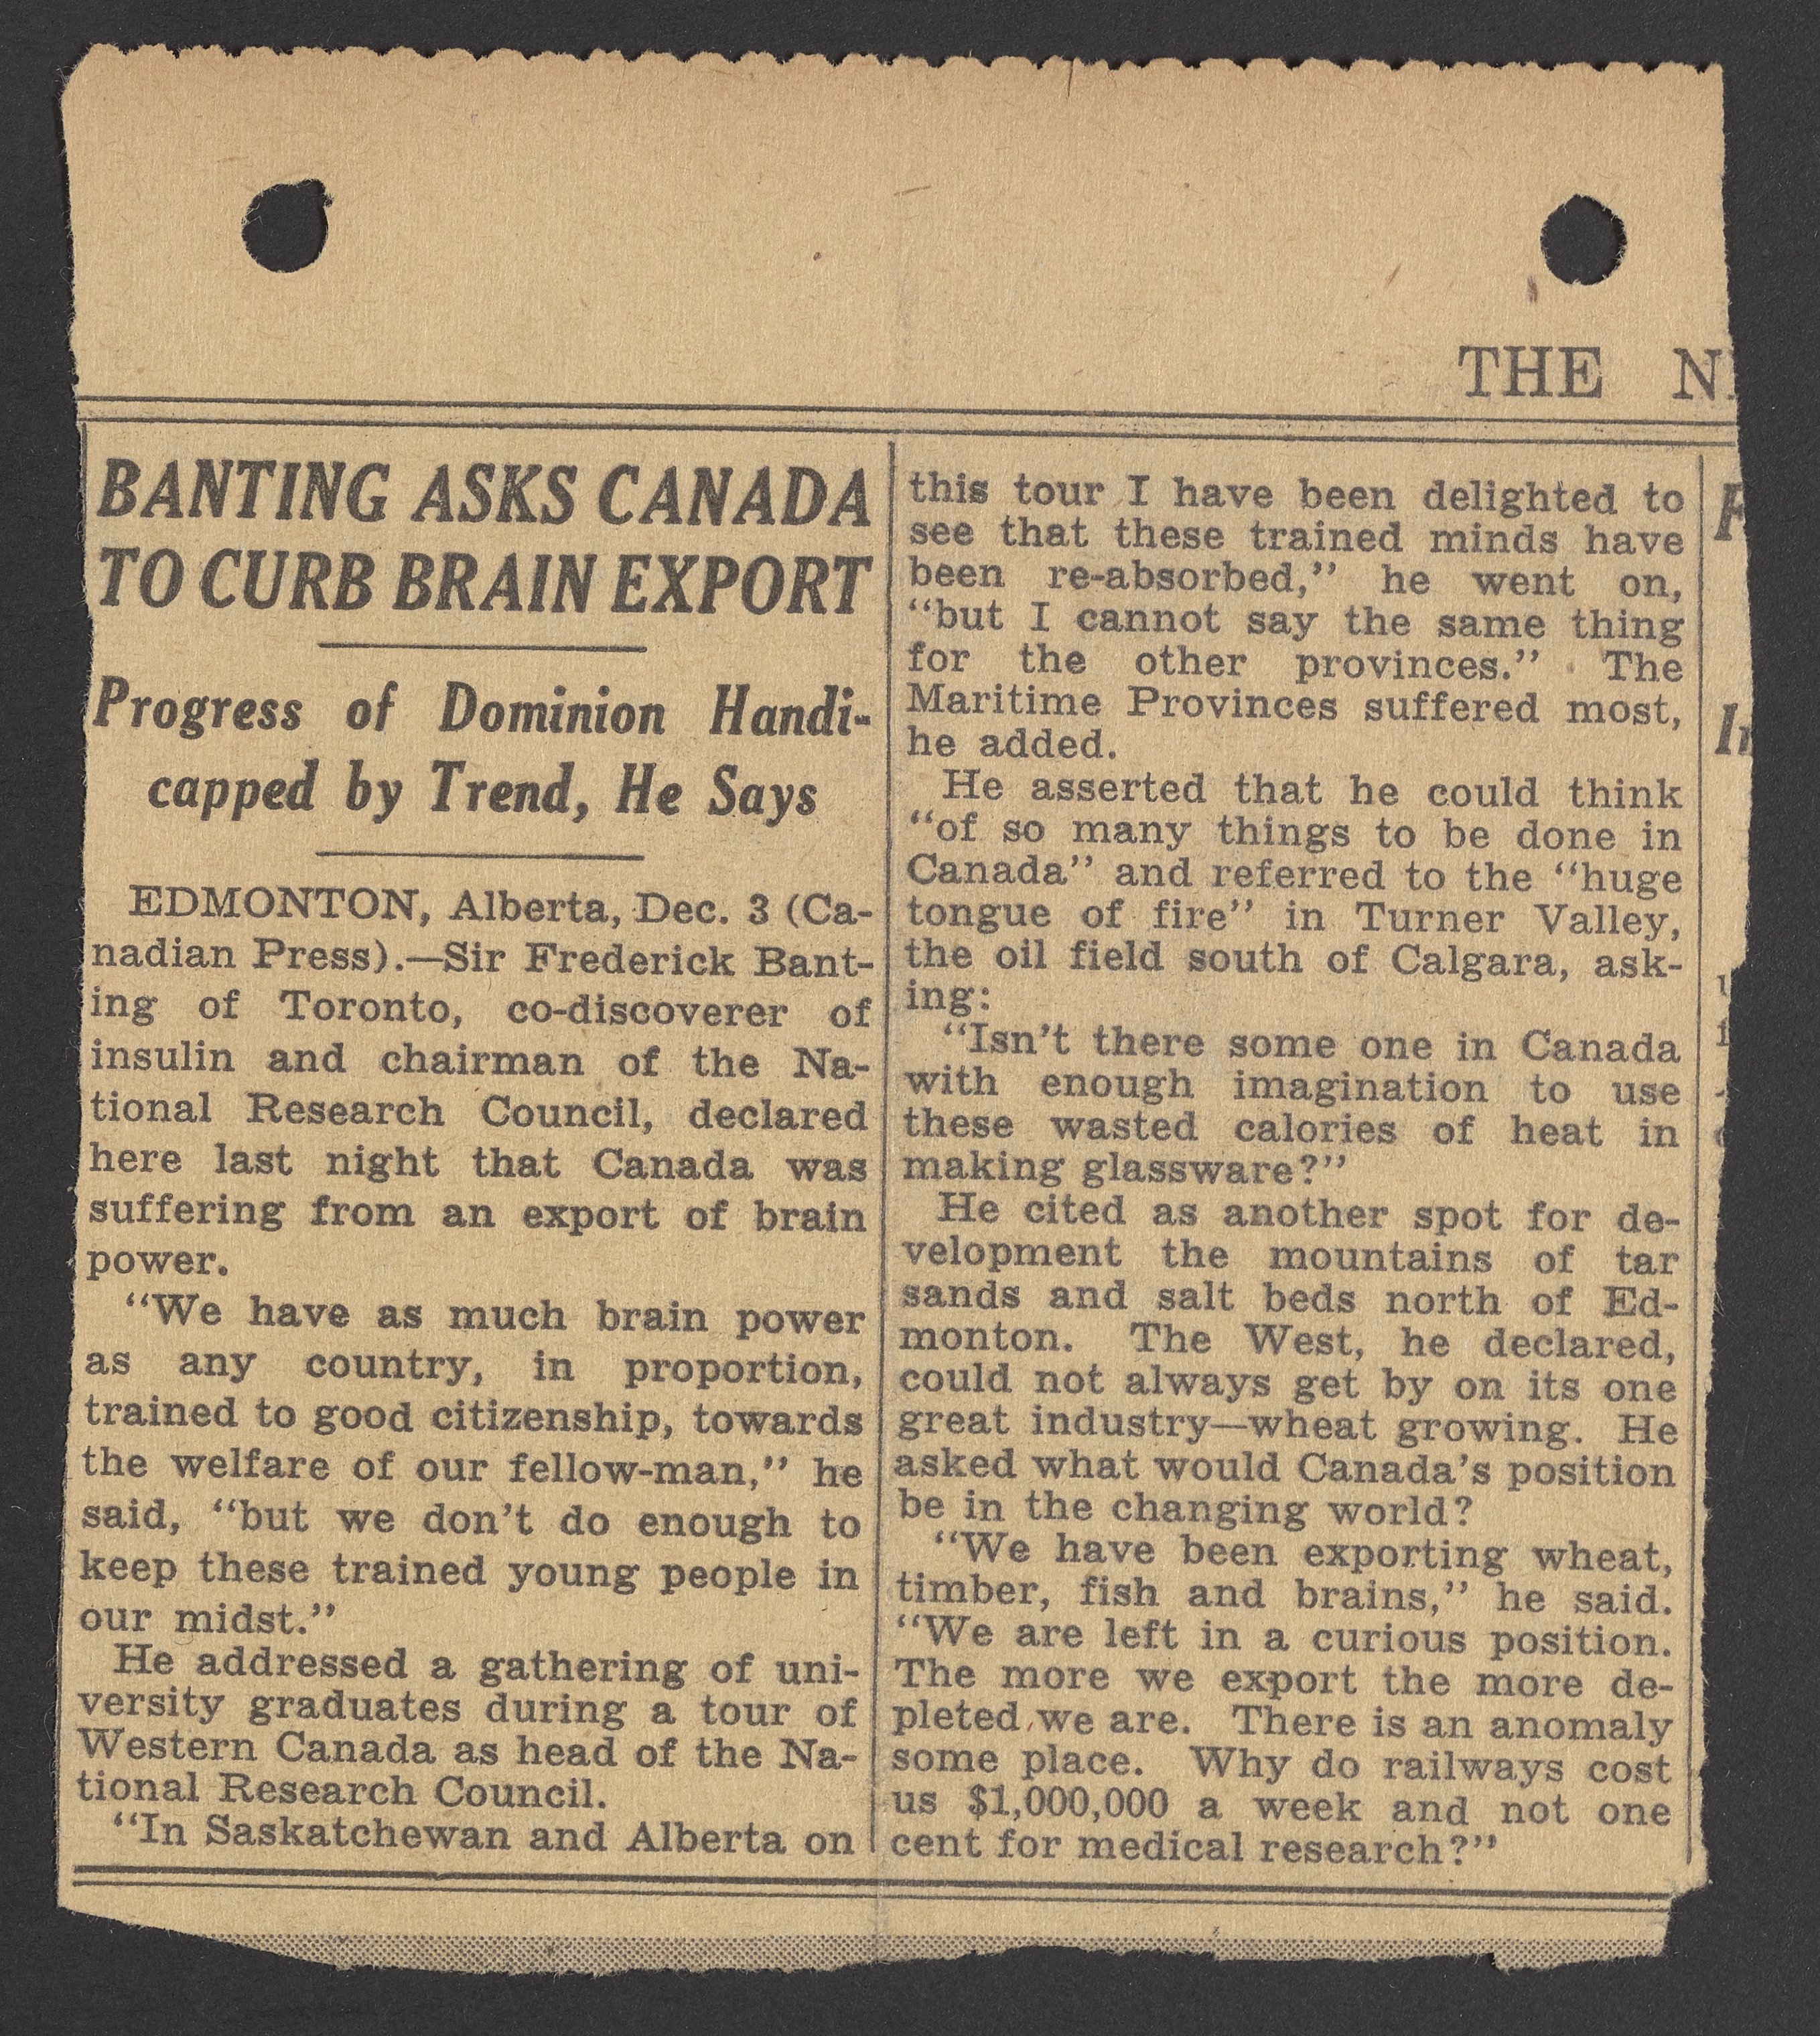 THE
BANTING ASKS CANADA
TO CURB BRAIN EXPORT
Progress of Dominion Handi-
capped by Trend, He Says
EDMONTON, Alberta, Dec. 3 (Ca-
nadian Press).—Sir Frederick Bant-
ing of Toronto, co-discoverer of
insulin and chairman of the Na-
tional Research Council, declared
here last night that Canada was
suffering from an export of brain
power.
“We have as much brain power
as any country, in proportion,
trained to good citizenship, towards
the welfare of our fellow-man,” he
said, “but we don’t do enough to
keep these trained young people in
our midst.”
He addressed a gathering of uni-
versity graduates during a tour of
Western Canada as head of the Na-
tional Research Council.
“In Saskatchewan and Alberta on
this tour I have been delighted to
see that these trained minds have
been re-absorbed,” he went on,
“but I cannot say the same thing
for the other provinces.” The
Maritime Provinces suffered most,
he added.
He asserted that he could think
“of so many things to be done in
Canada” and referred to the “huge
tongue of fire” in Turner Valley,
the oil field south of Calgara, ask-
ing:
“Isn’t there some one in Canada
with enough imagination to use
these wasted calories of heat in
making glassware?”
He cited as another spot for de-
velopment the mountains of tar
sands and salt beds north of Ed-
monton. The West, he declared,
could not always get by on its one
great industry—wheat growing. He
asked what would Canada’s position
be in the changing world?
“We have been exporting wheat,
timber, fish and brains,” he said.
“We are left in a curious position.
The more we export the more de-
pleted we are. There is an anomaly
some place. Why do railways cost
us $1,000,000 a week and not one
cent for medical research?”